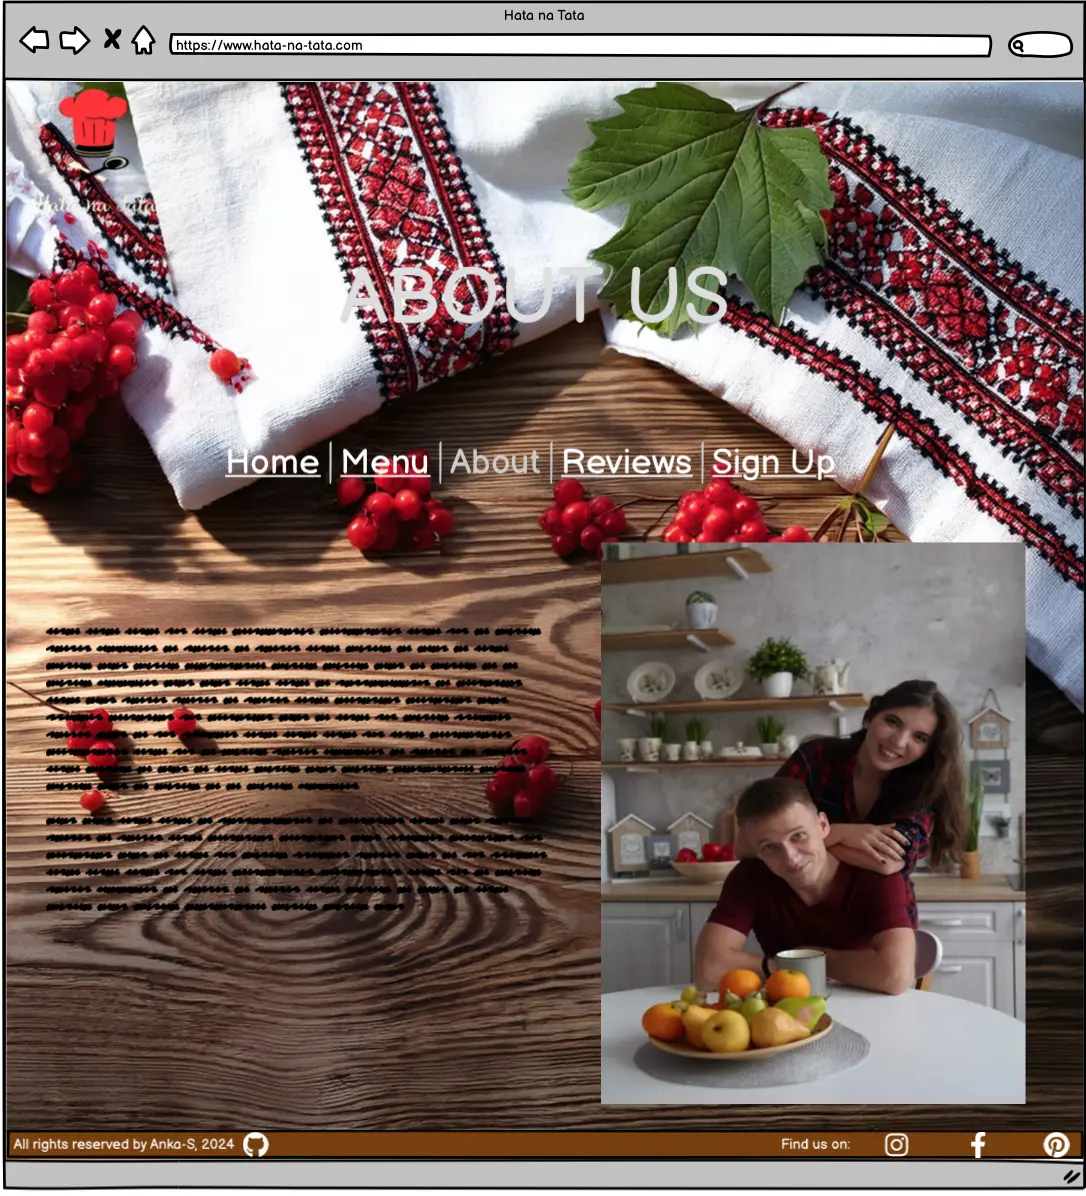 Hata na Tata
https://www.hata-na-tata.com
Hata na Tata
ABOUT US
Home Menu About Reviews Sign Up
All rights reserved by Anka-S, 2024
Find us on: